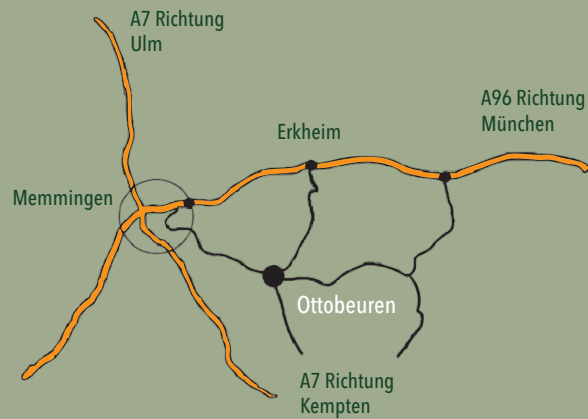 A7 Richtung
Ulm
A96 Richtung
München
Erkheim
Memmingen
Ottobeuren
A7 Richtung
Kempten